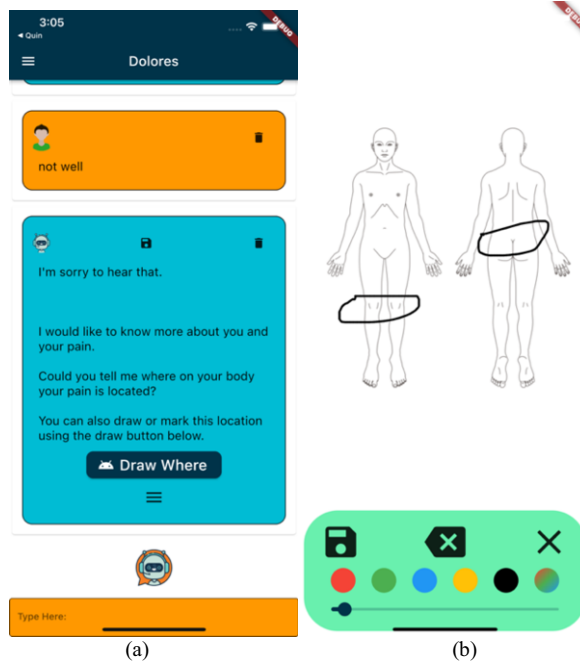 3:05
◀ Quin
DEBUG
Dolores
not well
I'm sorry to hear that.
I would like to know more about you and
your pain.
Could you tell me where on your body
your pain is located?
You can also draw or mark this location
using the draw button below.
Draw Where
Type Here:
(a)
DEBUG
(b)